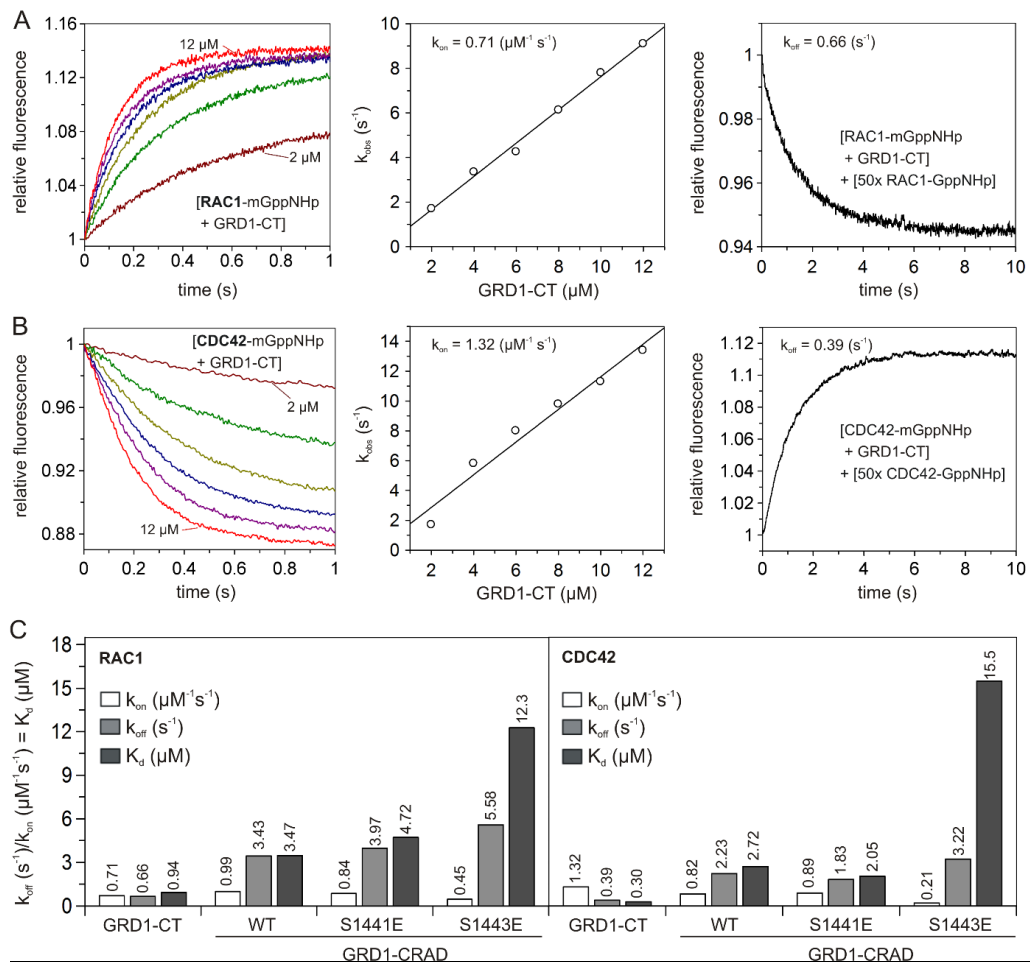 A
relative fluorescence
1.16
1.12
1.08
1.04
1
12 µM
2 µM
[RAC1-mGppNHp
+ GRD1-CT]
0 0.2 0.4 0.6 0.8 1
time (s)
k_obs (s⁻¹)
10
8
6
4
2
0
k_on = 0.71 (µM⁻¹ s⁻¹)
2 4 6 8 10 12
GRD1-CT (µM)
relative fluorescence
1
0.98
0.96
0.94
k_off = 0.66 (s⁻¹)
[RAC1-mGppNHp
+ GRD1-CT]
+ [50x RAC1-GppNHp]
0 2 4 6 8 10
time (s)
B
relative fluorescence
1
0.96
0.92
0.88
[CDC42-mGppNHp
+ GRD1-CT]
2 µM
12 µM
0 0.2 0.4 0.6 0.8 1
time (s)
k_obs (s⁻¹)
14
12
10
8
6
4
2
0
k_on = 1.32 (µM⁻¹ s⁻¹)
2 4 6 8 10 12
GRD1-CT (µM)
relative fluorescence
1.1
1.08
1.06
1.04
1.02
1.0
k_off = 0.39 (s⁻¹)
[CDC42-mGppNHp
+ GRD1-CT]
+ [50x CDC42-GppNHp]
0 2 4 6 8 10
time (s)
C
k_off (s⁻¹)/k_on (µM⁻¹s⁻¹) = K_d (µM)
18
15
12
9
6
3
0
RAC1
k_on (µM⁻¹s⁻¹)
k_off (s⁻¹)
K_d (µM)
0.71 0.66 0.94 0.99 3.43 3.47 0.84 3.97 4.72 0.45 5.58 12.3
GRD1-CT WT S1441E S1443E
GRD1-CRAD
CDC42
k_on (µM⁻¹s⁻¹)
k_off (s⁻¹)
K_d (µM)
1.32 0.39 0.30 0.82 2.23 2.72 0.89 1.83 2.05 0.21 3.22 15.5
GRD1-CT WT S1441E S1443E
GRD1-CRAD